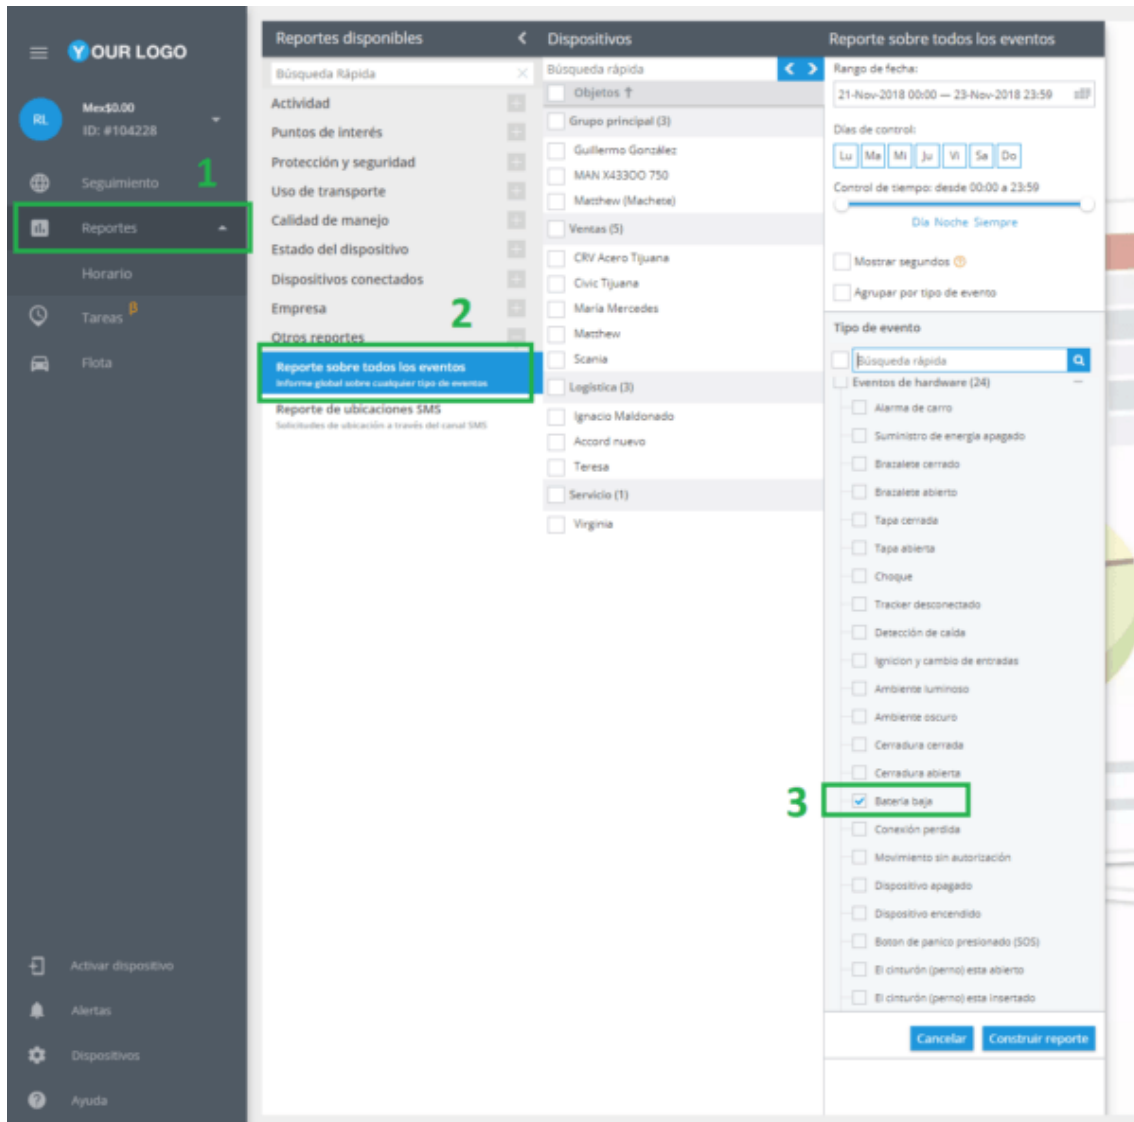 YOUR LOGO
RL
Mex$0.00
ID: #104228
1
Seguimiento
Reportes
Horario
Tareas β
Flota
Activar dispositivo
Alertas
Dispositivos
Ayuda
Reportes disponibles
Búsqueda Rápida
Actividad
Puntos de interés
Protección y seguridad
Uso de transporte
Calidad de manejo
Estado del dispositivo
Dispositivos conectados
Empresa
2
Otros reportes
Reporte sobre todos los eventos
Informe global sobre cualquier tipo de eventos
Reporte de ubicaciones SMS
Solicitudes de ubicación a través del canal SMS
Dispositivos
Búsqueda rápida
Objetos ↑
Grupo principal (3)
Guillermo González
MAN X433OO 750
Matthew (Machete)
Ventas (5)
CRV Acero Tijuana
Civic Tijuana
María Mercedes
Matthew
Scania
Logística (3)
Ignacio Maldonado
Accord nuevo
Teresa
Servicio (1)
Virginia
Reporte sobre todos los eventos
Rango de fecha:
21-Nov-2018 00:00 — 23-Nov-2018 23:59
Días de control:
Lu Ma Mi Ju Vi Sa Do
Control de tiempo: desde 00:00 a 23:59
Día Noche Siempre
Mostrar segundos ?
Agrupar por tipo de evento
Tipo de evento
Búsqueda rápida
Eventos de hardware (24)
Alarma de carro
Suministro de energía apagado
Brazalete cerrado
Brazalete abierto
Tapa cerrada
Tapa abierta
Choque
Tracker desconectado
Detección de caída
Ignicion y cambio de entradas
Ambiente luminoso
Ambiente oscuro
Cerradura cerrada
Cerradura abierta
3
Batería baja
Conexión perdida
Movimiento sin autorización
Dispositivo apagado
Dispositivo encendido
Boton de panico presionado (SOS)
El cinturón (perno) esta abierto
El cinturón (perno) esta insertado
Cancelar
Construir reporte